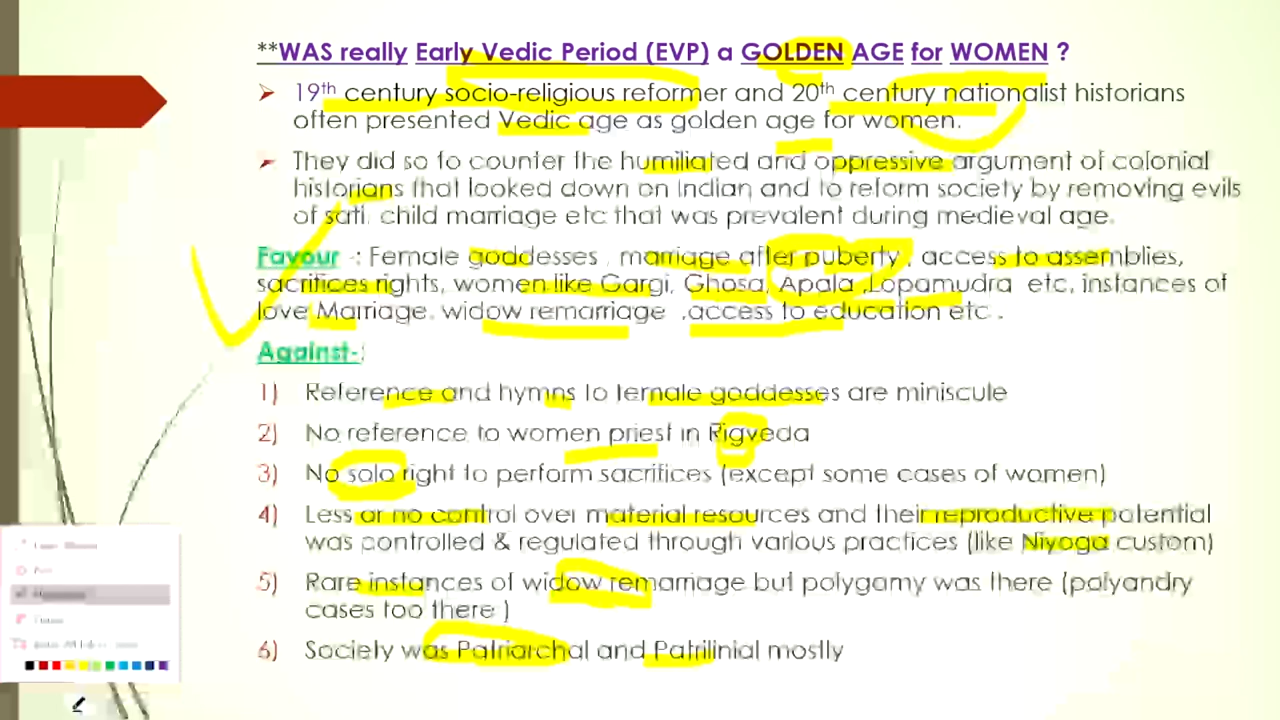 **WAS really Early Vedic Period (EVP) a GOLDEN AGE for WOMEN ?
19th century socio-religious reformer and 20th century nationalist historians
often presented Vedic age as golden age for women.
They did so to counter the humiliated and oppressive argument of colonial
historians that looked down on Indian and to reform society by removing evils
of sati, child marriage etc that was prevalent during medieval age.
Favour -: Female goddesses , marriage after puberty , access to assemblies,
sacrifices rights, women like Gargi, Ghosa, Apala ,Lopamudra etc, instances of
love Marriage, widow remarriage ,access to education etc .
Against-:
1) Reference and hymns to female goddesses are miniscule
2) No reference to women priest in Rigveda
3) No solo right to perform sacrifices (except some cases of women)
4) Less or no control over material resources and their reproductive potential
was controlled & regulated through various practices (like Niyoga custom)
5) Rare instances of widow remarriage but polygamy was there (polyandry
cases too there )
6) Society was Patriarchal and Patrilinial mostly